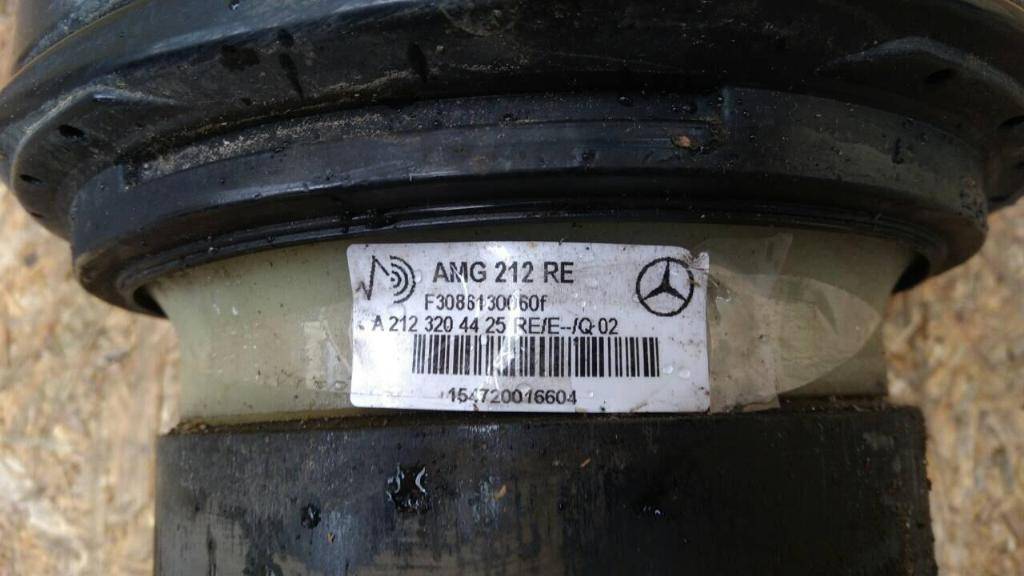 AMG 212 RE
F3086130060f
A 212 320 44 25 RE/E--/Q 02
154720016604